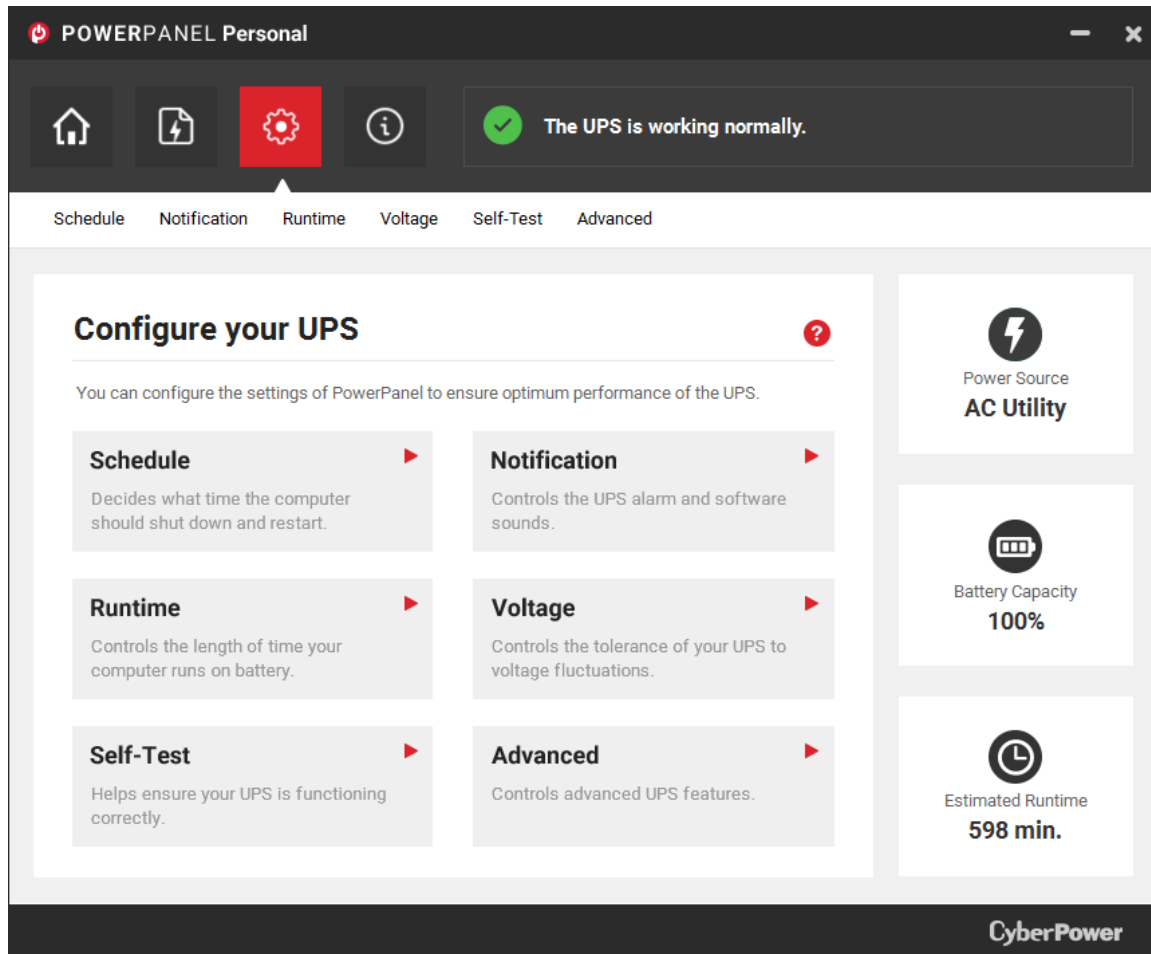 POWERPANEL Personal
The UPS is working normally.
Schedule Notification Runtime Voltage Self-Test Advanced
Configure your UPS
?
You can configure the settings of PowerPanel to ensure optimum performance of the UPS.
Schedule
Decides what time the computer
should shut down and restart.
Notification
Controls the UPS alarm and software
sounds.
Runtime
Controls the length of time your
computer runs on battery.
Voltage
Controls the tolerance of your UPS to
voltage fluctuations.
Self-Test
Helps ensure your UPS is functioning
correctly.
Advanced
Controls advanced UPS features.
Power Source
AC Utility
Battery Capacity
100%
Estimated Runtime
598 min.
CyberPower